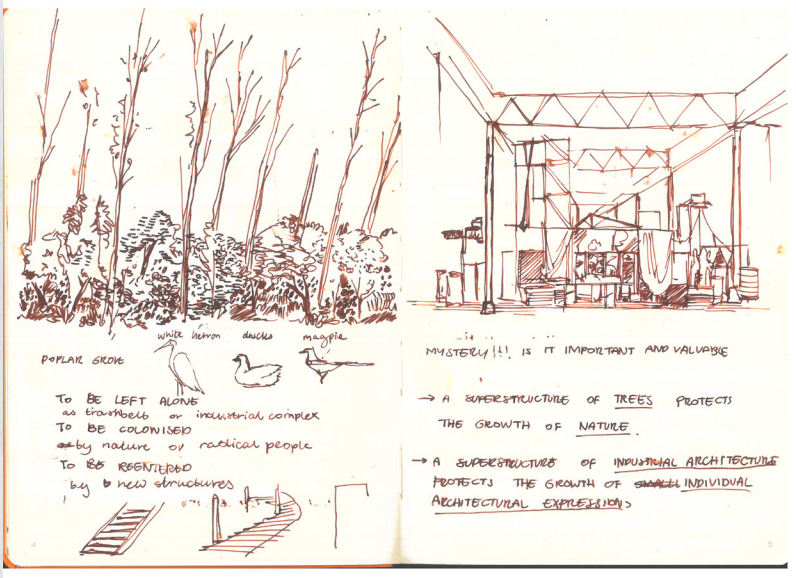 white heron ducks magpie
POPLAR GROVE
TO BE LEFT ALONE
as trashbelt or industrial complex
TO BE COLONISED
by nature or radical people
TO BE REENTERED
by new structures
4
MYSTERY!!! IS IT IMPORTANT AND VALUABLE
→ A SUPERSTRUCTURE OF TREES PROTECTS
THE GROWTH OF NATURE.
→ A SUPERSTRUCTURE OF INDUSTRIAL ARCHITECTURE
PROTECTS THE GROWTH OF SMALL INDIVIDUAL
ARCHITECTURAL EXPRESSIONS
5